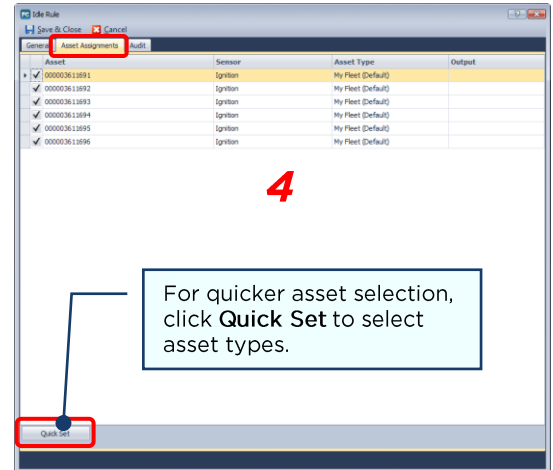 Idle Rule
Save & Close Cancel
General Asset Assignments Audit
Asset Sensor Asset Type Output
000003611691 Ignition My Fleet (Default)
000003611692 Ignition My Fleet (Default)
000003611693 Ignition My Fleet (Default)
000003611694 Ignition My Fleet (Default)
000003611695 Ignition My Fleet (Default)
000003611696 Ignition My Fleet (Default)
4
For quicker asset selection,
click Quick Set to select
asset types.
Quick Set